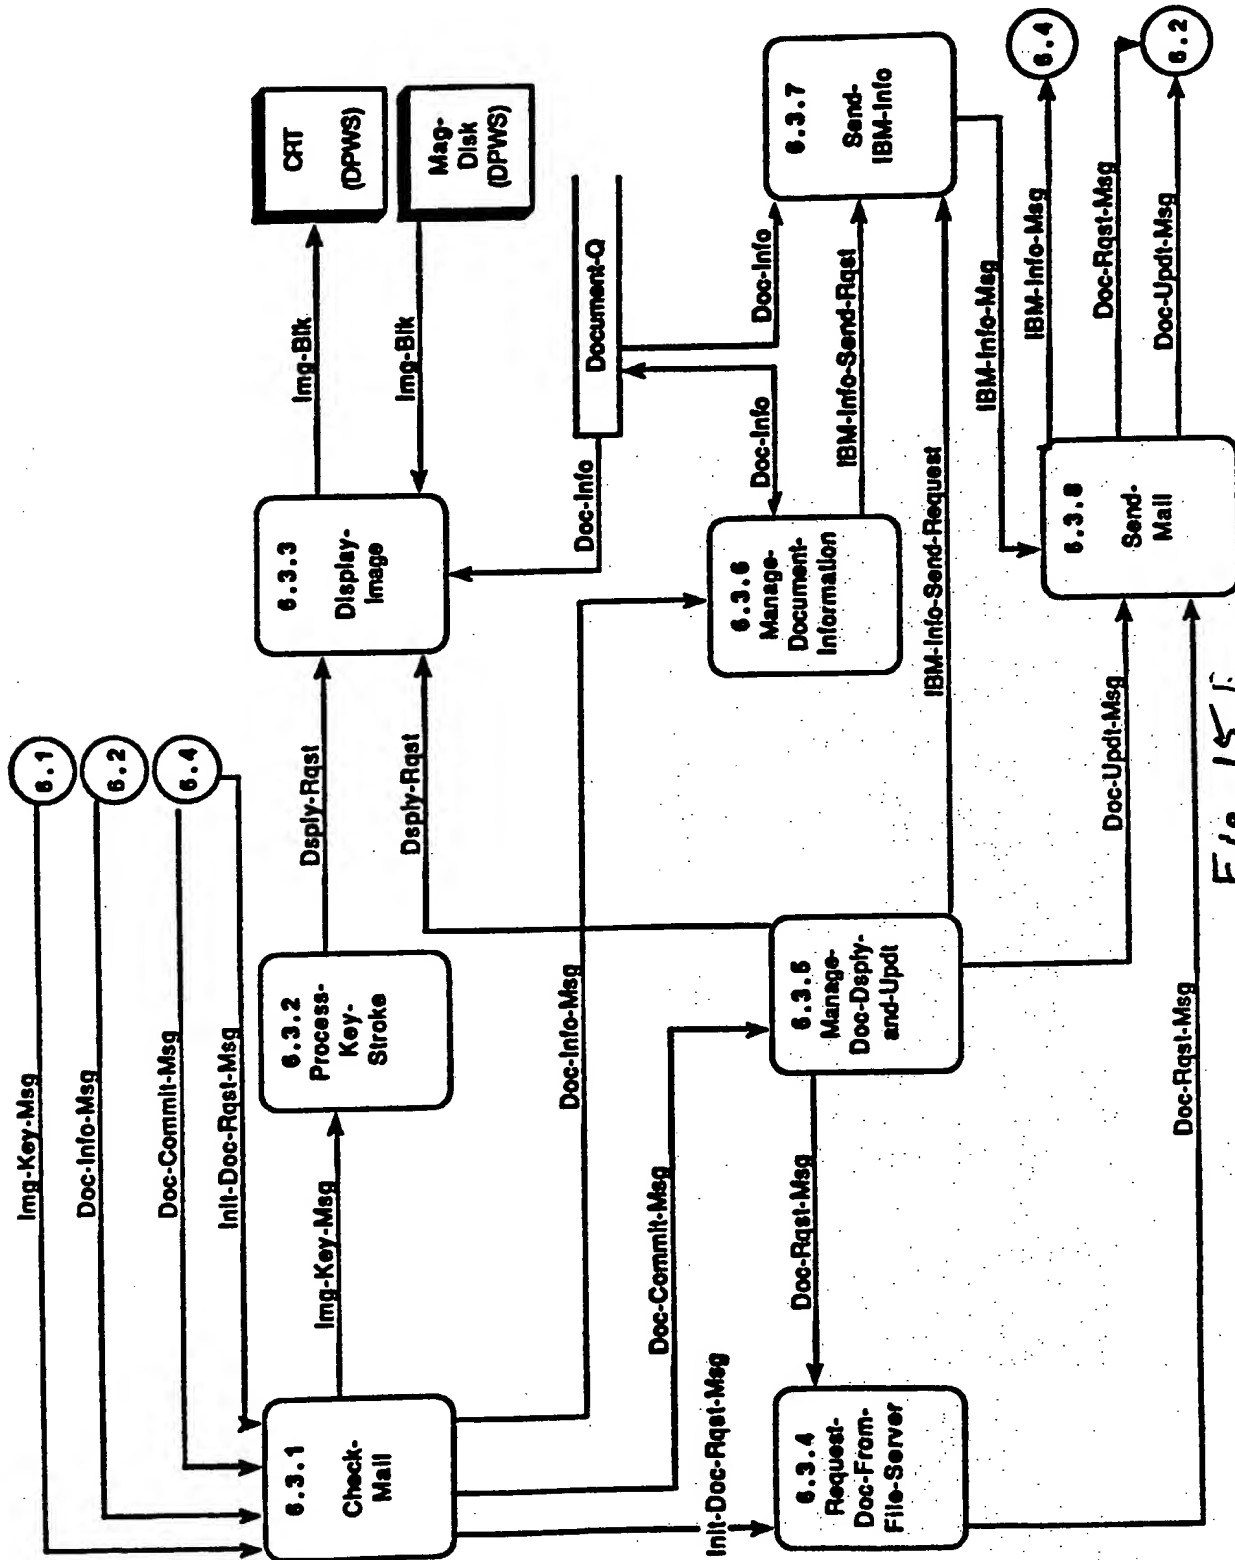 Img-Key-Msg
6.1
Doc-Info-Msg
6.2
Doc-Commit-Msg
6.4
Init-Doc-Rqst-Msg
6.3.1
Check-
Mail
Img-Key-Msg
6.3.2
Process-
Key-
Stroke
Dsply-Rqst
Dsply-Rqst
6.3.3
Display-
Image
Img-Blk
Img-Blk
CRT
(DPWS)
Mag-
Disk
(DPWS)
Doc-Info-Msg
Doc-Info
Document-Q
Doc-Commit-Msg
Init-Doc-Rqst-Msg
6.3.4
Request-
Doc-From-
File-Server
Doc-Rqst-Msg
6.3.5
Manage-
Doc-Dsply-
and-Updt
6.3.6
Manage-
Document-
Information
Doc-Info
Doc-Info
IBM-Info-Send-Rqst
IBM-Info-Send-Request
6.3.7
Send-
IBM-Info
IBM-Info-Msg
Doc-Updt-Msg
Doc-Rqst-Msg
6.3.8
Send-
Mail
IBM-Info-Msg
6.4
Doc-Rqst-Msg
Doc-Updt-Msg
6.2